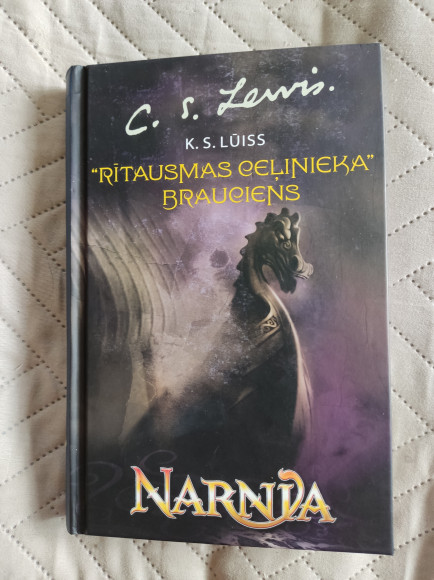 C. S. Lewis.
K. S. LŪISS
“RĪTAUSMAS CEĻINIEKA”
BRAUCIENS
NARNIA